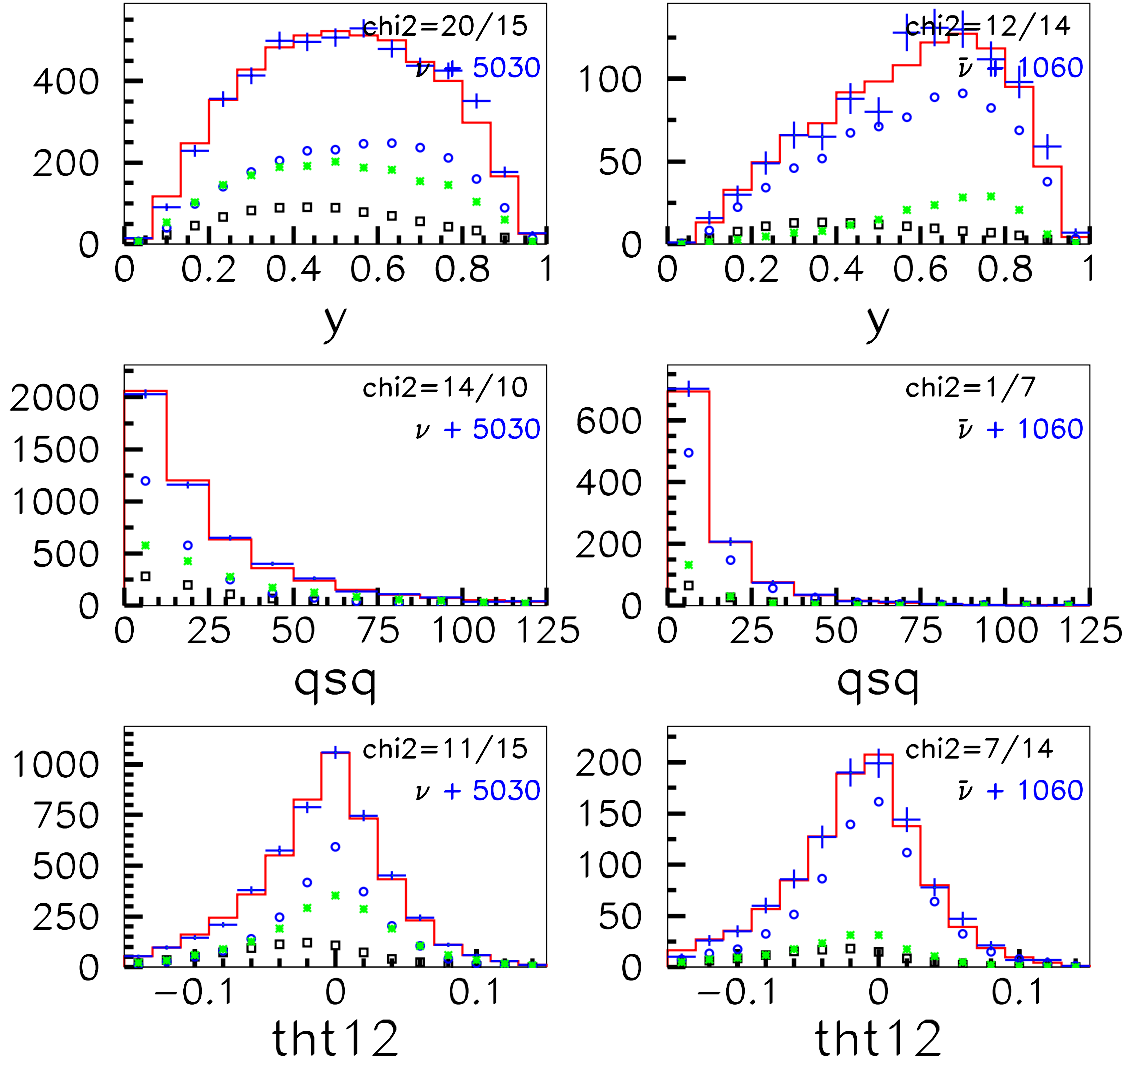 chi2=20/15
ν + 5030
400
200
0
0 0.2 0.4 0.6 0.8 1
y
chi2=12/14
ν̄ + 1060
100
50
0
0 0.2 0.4 0.6 0.8 1
y
chi2=14/10
ν + 5030
2000
1500
1000
500
0
0 25 50 75 100 125
qsq
chi2=1/7
ν̄ + 1060
600
400
200
0
0 25 50 75 100 125
qsq
chi2=11/15
ν + 5030
1000
750
500
250
0
−0.1 0 0.1
tht12
chi2=7/14
ν̄ + 1060
200
150
100
50
0
−0.1 0 0.1
tht12